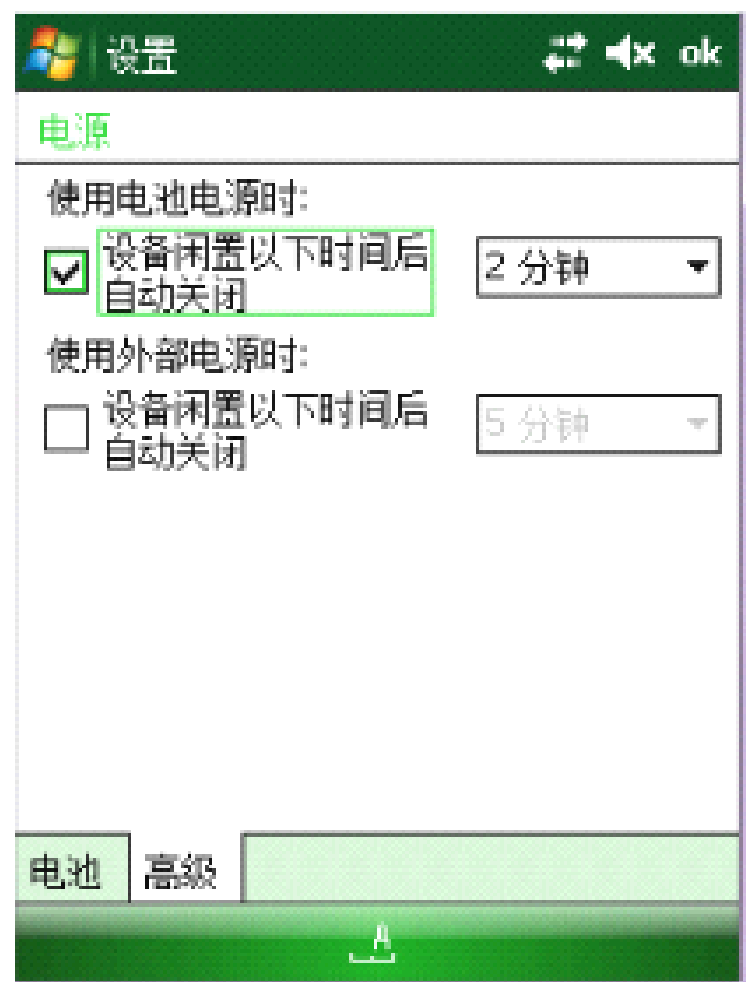 设置 ok
电源
使用电池电源时:
设备闲置以下时间后
自动关闭
2 分钟
使用外部电源时:
设备闲置以下时间后
自动关闭
5 分钟
电池 高级
A